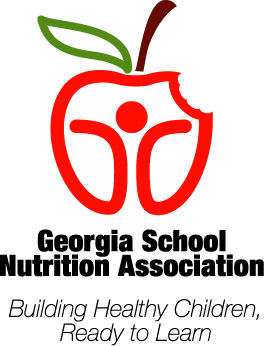 Georgia School
Nutrition Association
Building Healthy Children,
Ready to Learn